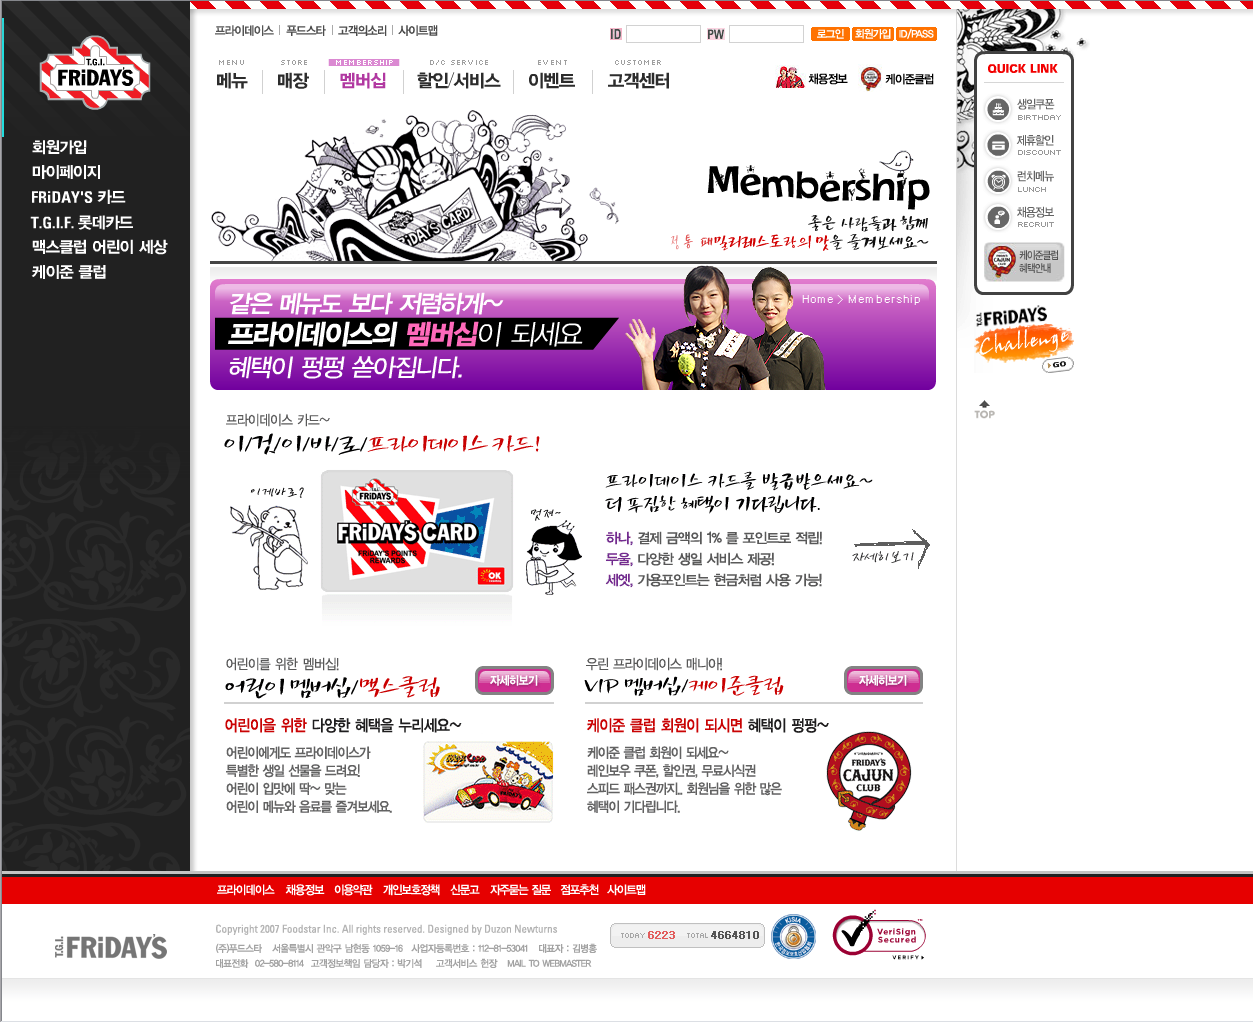 프라이데이스 | 푸드스타 | 고객의소리 | 사이트맵
ID PW 로그인 회원가입 ID/PASS
MENU STORE MEMBERSHIP D/C SERVICE EVENT CUSTOMER
메뉴 매장 멤버십 할인/서비스 이벤트 고객센터
채용정보 케이준클럽
T.G.I. FRiDAY'S
회원가입
마이페이지
FRiDAY'S 카드
T.G.I.F. 롯데카드
맥스클럽 어린이 세상
케이준 클럽
FRiDAY'S CARD
Membership
좋은 사람들과 함께
정통 패밀리레스토랑의 맛을 즐겨보세요~
Home > Membership
같은 메뉴도 보다 저렴하게~
프라이데이스의 멤버십이 되세요
혜택이 펑펑 쏟아집니다.
QUICK LINK
생일쿠폰
BIRTHDAY
제휴할인
DISCOUNT
런치메뉴
LUNCH
채용정보
RECRUIT
케이준클럽
혜택안내
T.G.I. FRiDAY'S
Challenge
GO
TOP
프라이데이스 카드~
이/겄/이/바/로/프라이데이스 카드!
이게바로?
FRiDAY'S
FRiDAY'S CARD
FRiDAY'S POINTS
REWARDS
OK
멋져~
프라이데이스 카드를 발급받으세요~
더 푸짐한 혜택이 기다립니다.
하나, 결제 금액의 1% 를 포인트로 적립!
두울, 다양한 생일 서비스 제공!
세엣, 가용포인트는 현금처럼 사용 가능!
자세히 보기
어린이를 위한 멤버십!
어린이 멤버십/맥스클럽
자세히보기
어린이을 위한 다양한 혜택을 누리세요~
어린이에게도 프라이데이스가
특별한 생일 선물을 드려요!
어린이 입맛에 딱~ 맞는
어린이 메뉴와 음료를 즐겨보세요.
우린 프라이데이스 매니아!
VIP 멤버십/케이준클럽
자세히보기
케이준 클럽 회원이 되시면 혜택이 펑펑~
케이준 클럽 회원이 되세요~
레인보우 쿠폰, 할인권, 무료시식권
스피드 패스권까지.. 회원님을 위한 많은
혜택이 기다립니다.
FRIDAY'S
CAJUN
CLUB
프라이데이스 채용정보 이용약관 개인보호정책 신문고 자주묻는 질문 점포추천 사이트맵
T.G.I. FRiDAY'S
Copyright 2007 Foodstar Inc. All rights reserved. Designed by Duzon Newturns
(주)푸드스타 서울특별시 관악구 남현동 1059-16 사업자등록번호 : 112-81-53041 대표자 : 김병흥
대표전화 02-580-8114 고객정보책임 담당자 : 박기석 고객서비스 헌장 MAIL TO WEBMASTER
TODAY 6223 TOTAL 4664810
KISIA
VeriSign
Secured
VERIFY